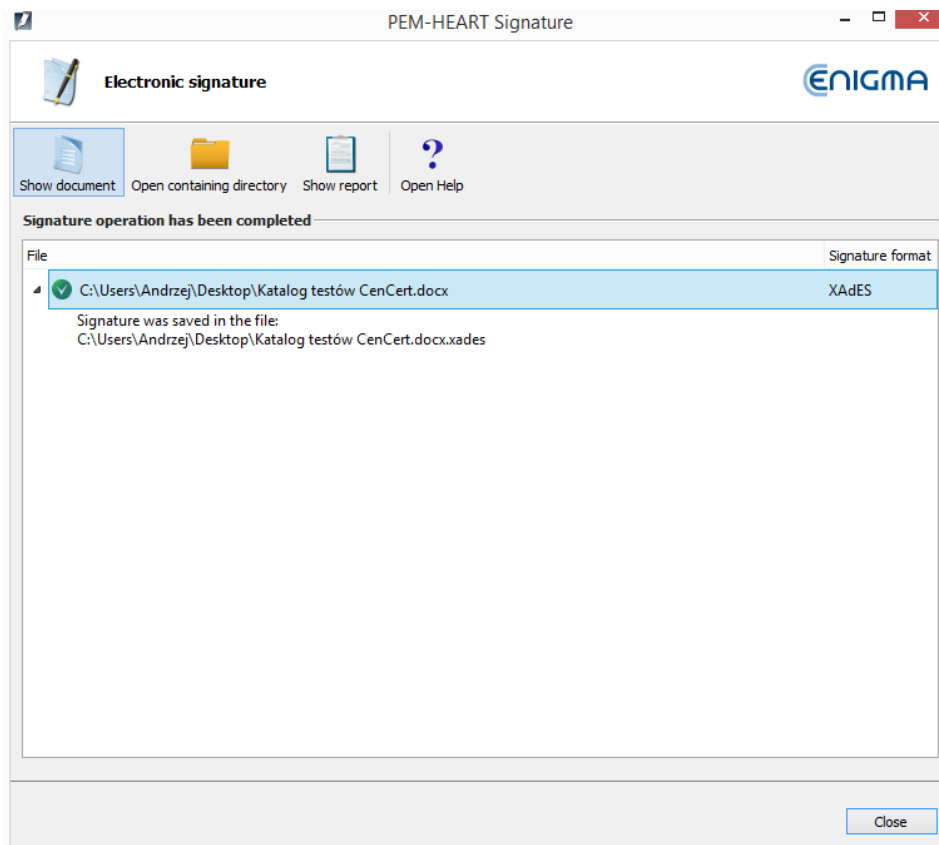 PEM-HEART Signature
Electronic signature
ENIGMA
Show document Open containing directory Show report Open Help
Signature operation has been completed
File Signature format
C:\Users\Andrzej\Desktop\Katalog testów CenCert.docx XAdES
Signature was saved in the file:
C:\Users\Andrzej\Desktop\Katalog testów CenCert.docx.xades
Close